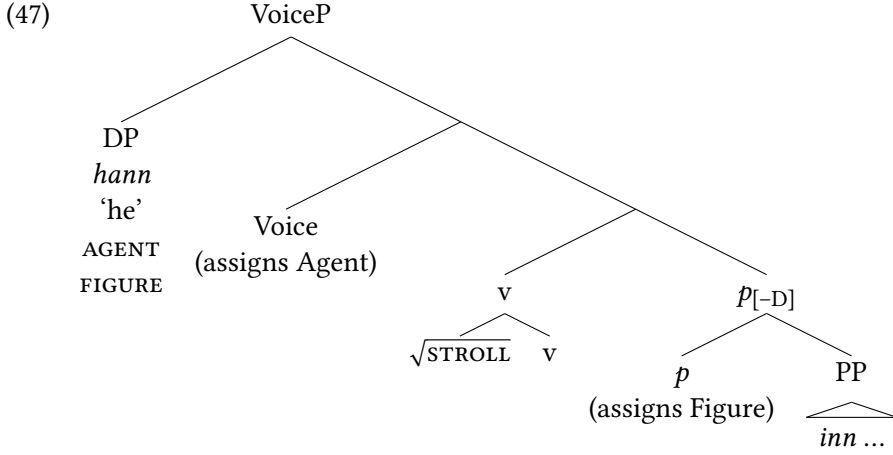 (47) VoiceP
DP
hann
‘he’
AGENT
FIGURE
Voice
(assigns Agent)
v
p[–D]
√STROLL v
p
(assigns Figure)
PP
inn ...